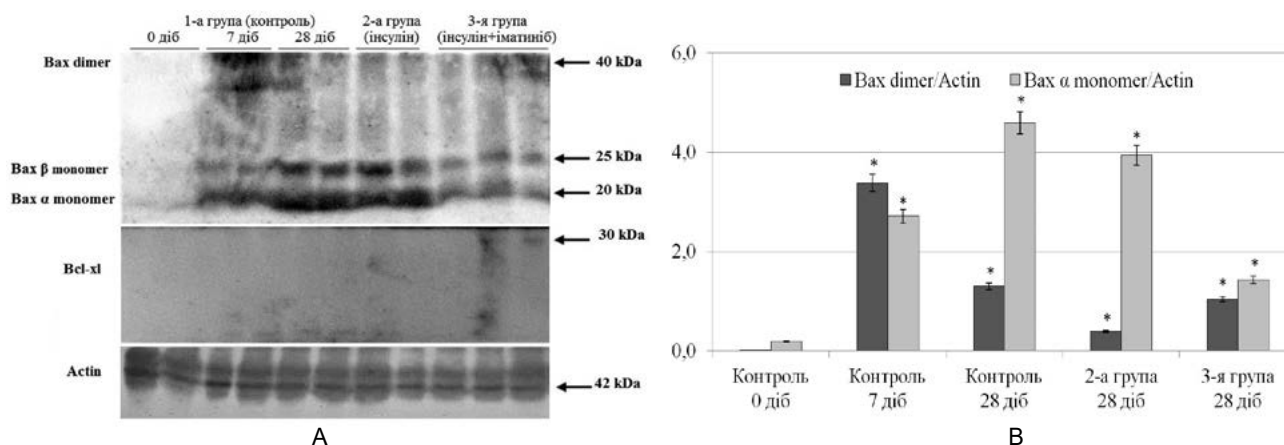 1-а група (контроль)
2-а група
(інсулін)
3-я група
(інсулін+іматиніб)
0 діб
7 діб
28 діб
Bax dimer
40 kDa
Bax β monomer
25 kDa
Bax α monomer
20 kDa
30 kDa
Bcl-xl
Actin
42 kDa
A
6,0
4,0
2,0
0,0
Bax dimer/Actin
Bax α monomer/Actin
*
*
*
*
*
*
*
*
Контроль
0 діб
Контроль
7 діб
Контроль
28 діб
2-а група
28 діб
3-я група
28 діб
B